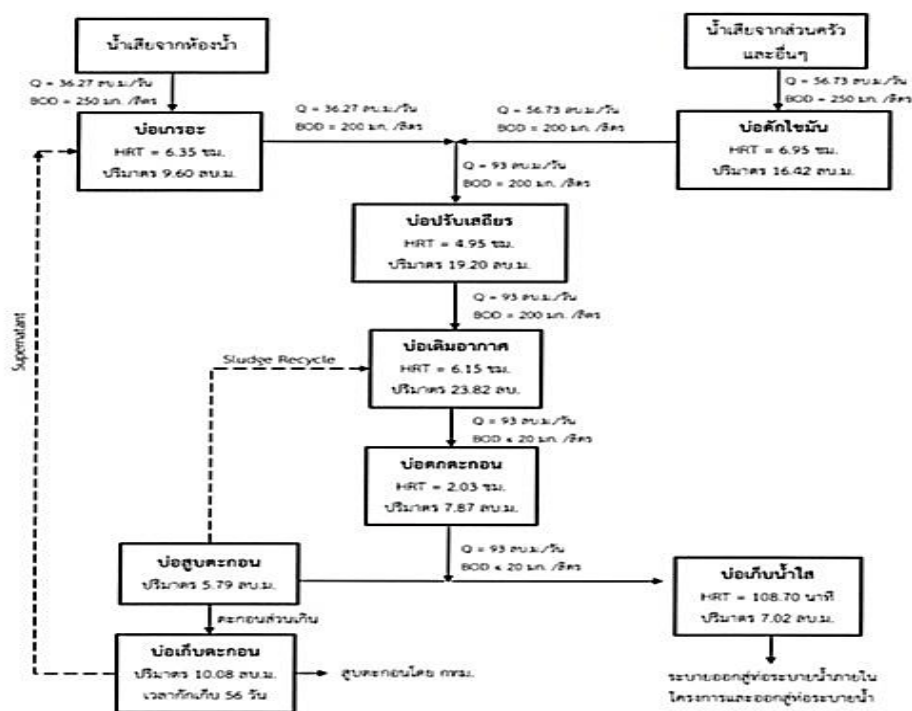 น้ำเสียจากห้องน้ำ
น้ำเสียจากส่วนครัว
และอื่นๆ
Q = 36.27 ลบ.ม./วัน
BOD = 250 มก. /ลิตร
Q = 56.73 ลบ.ม./วัน
BOD = 250 มก. /ลิตร
บ่อเกรอะ
HRT = 6.35 ชม.
ปริมาตร 9.60 ลบ.ม.
Q = 36.27 ลบ.ม./วัน
BOD = 200 มก. /ลิตร
Q = 56.73 ลบ.ม./วัน
BOD = 200 มก. /ลิตร
บ่อดักไขมัน
HRT = 6.95 ชม.
ปริมาตร 16.42 ลบ.ม.
Q = 93 ลบ.ม./วัน
BOD = 200 มก. /ลิตร
บ่อปรับเสถียร
HRT = 4.95 ชม.
ปริมาตร 19.20 ลบ.ม.
Q = 93 ลบ.ม./วัน
BOD = 200 มก. /ลิตร
Supernatant
Sludge Recycle
บ่อเติมอากาศ
HRT = 6.15 ชม.
ปริมาตร 23.82 ลบ.
Q = 93 ลบ.ม./วัน
BOD < 20 มก. /ลิตร
บ่อตกตะกอน
HRT = 2.03 ชม.
ปริมาตร 7.87 ลบ.ม.
Q = 93 ลบ.ม./วัน
BOD < 20 มก. /ลิตร
บ่อสูบตะกอน
ปริมาตร 5.79 ลบ.ม.
บ่อเก็บน้ำใส
HRT = 108.70 นาที
ปริมาตร 7.02 ลบ.ม.
ตะกอนส่วนเกิน
บ่อเก็บตะกอน
ปริมาตร 10.08 ลบ.ม.
เวลากักเก็บ 56 วัน
สูบตะกอนโดย กทม.
ระบายออกสู่ท่อระบายน้ำภายใน
โครงการและออกสู่ท่อระบายน้ำ